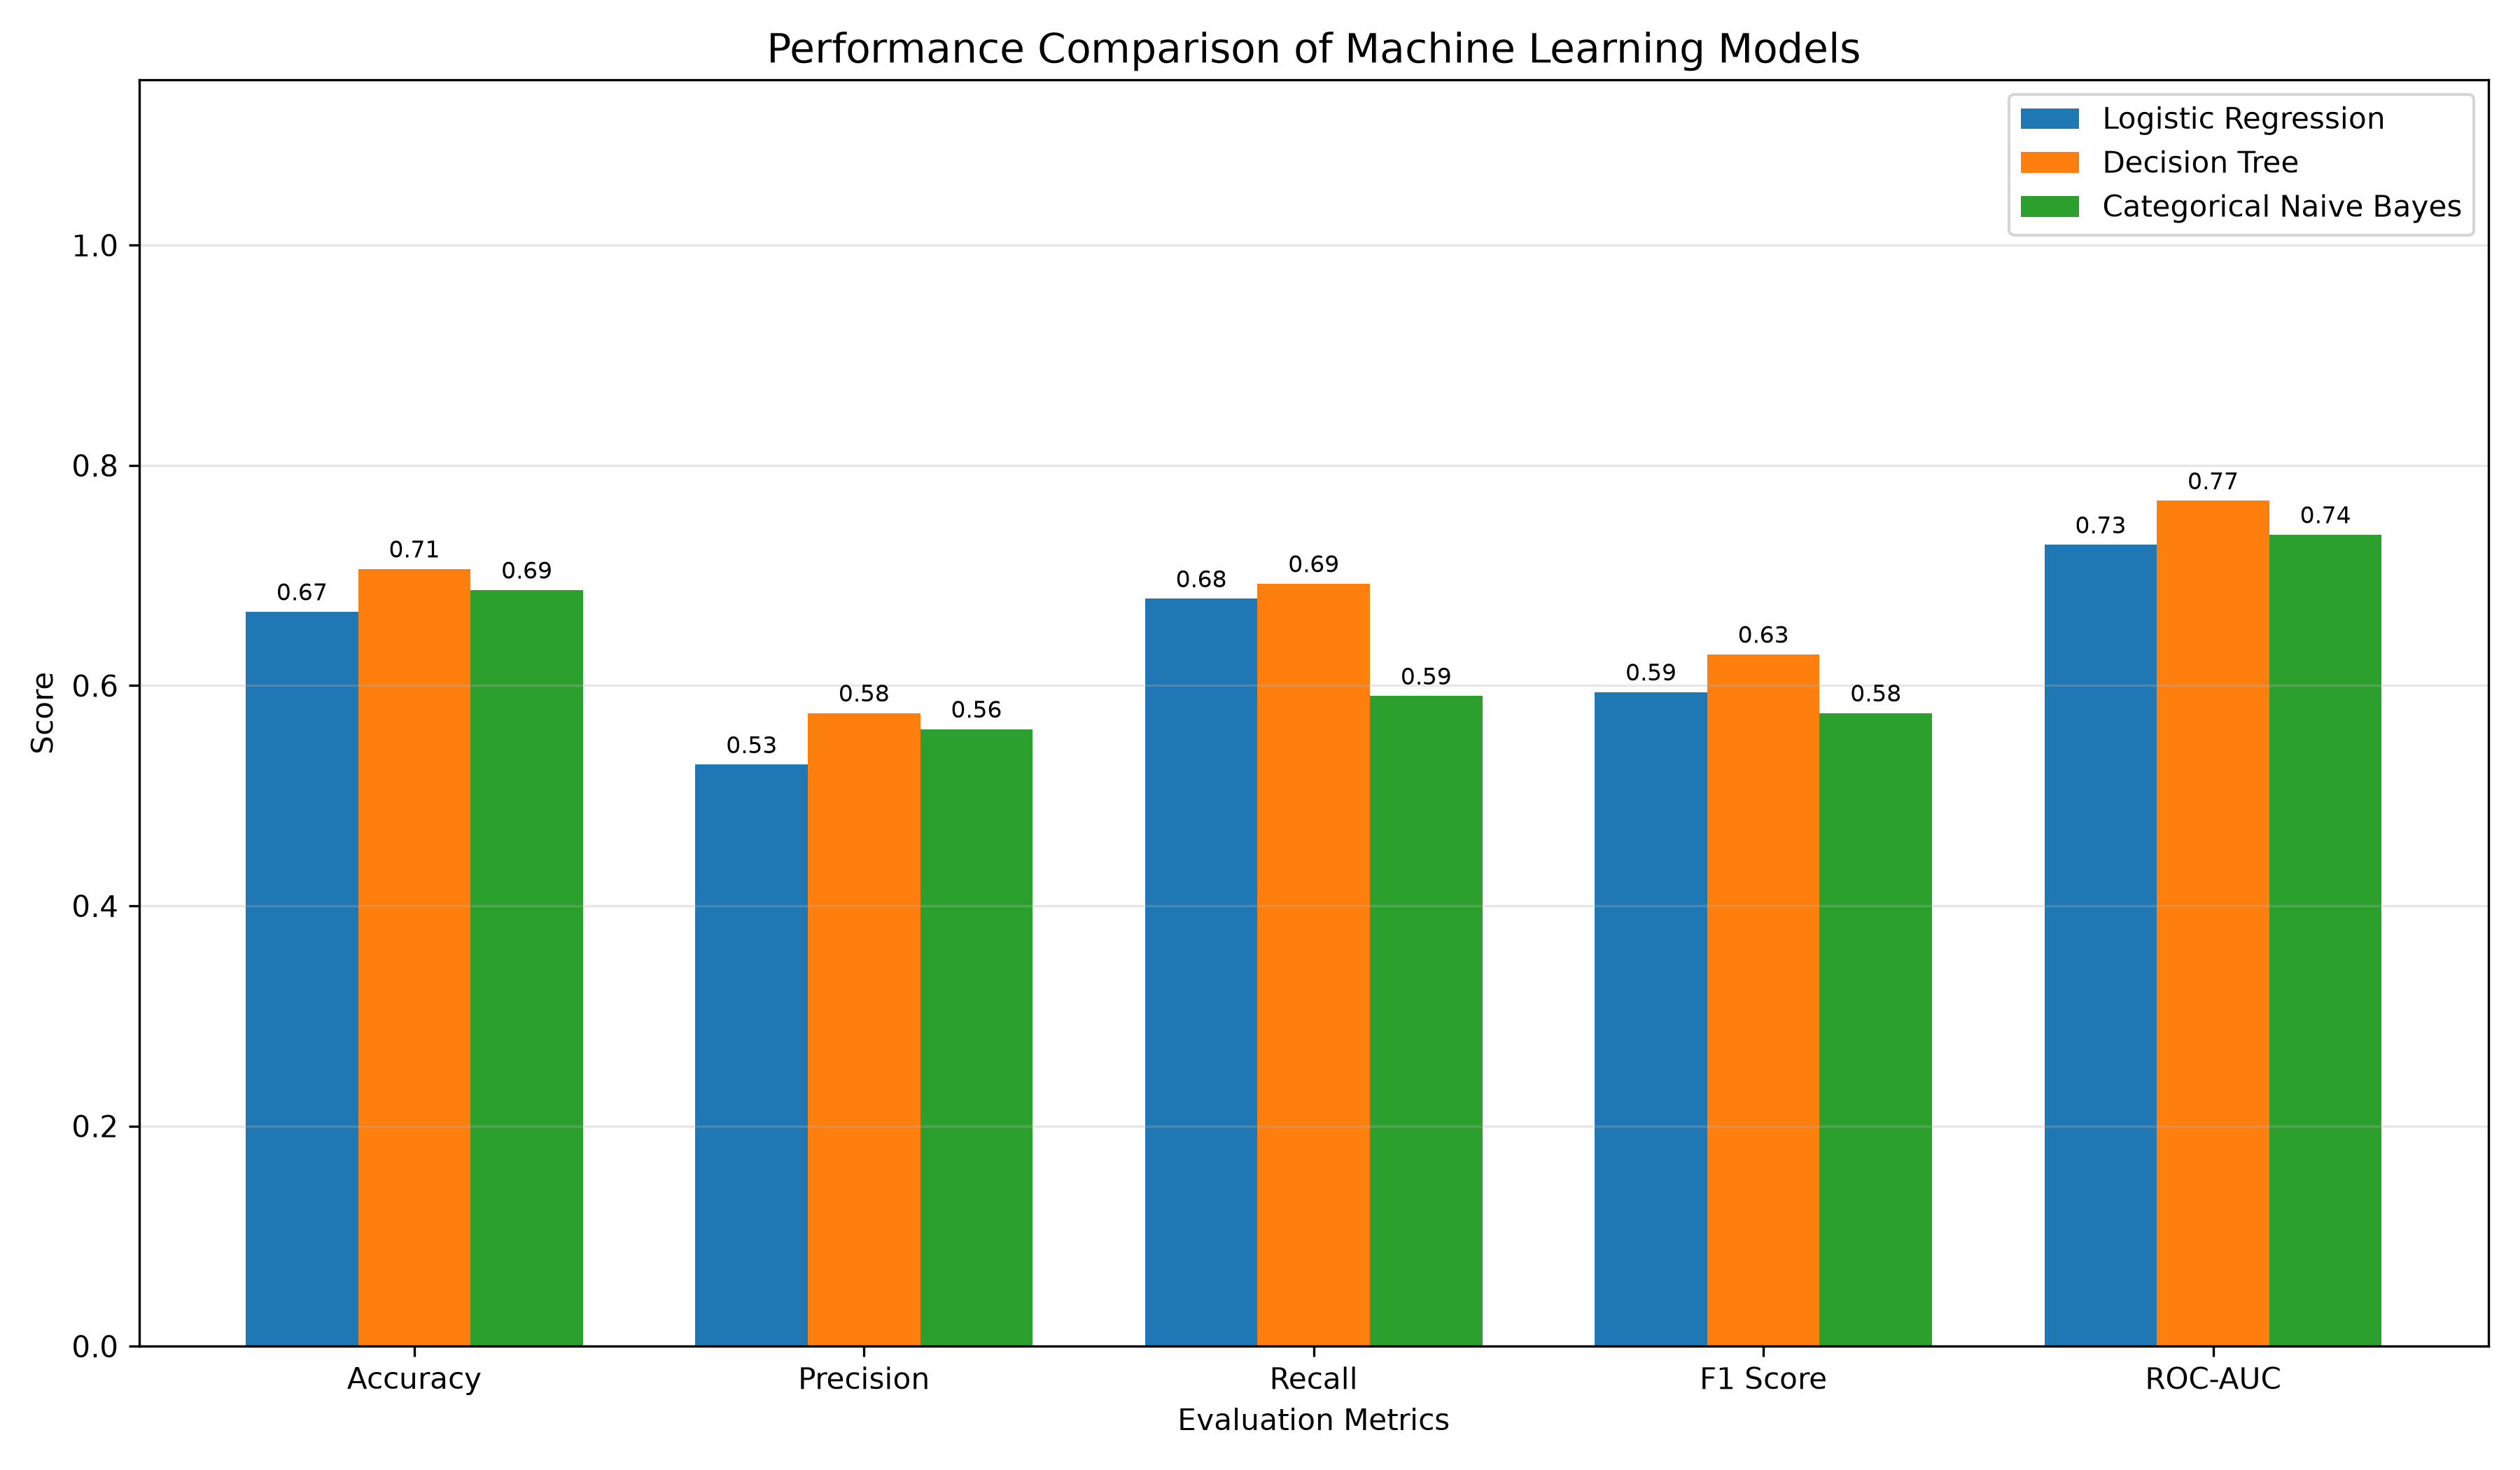 Performance Comparison of Machine Learning Models
Logistic Regression
Decision Tree
Categorical Naive Bayes
Score
1.0
0.8
0.6
0.4
0.2
0.0
0.67
0.71
0.69
0.53
0.58
0.56
0.68
0.69
0.59
0.59
0.63
0.58
0.73
0.77
0.74
Accuracy
Precision
Recall
F1 Score
ROC-AUC
Evaluation Metrics